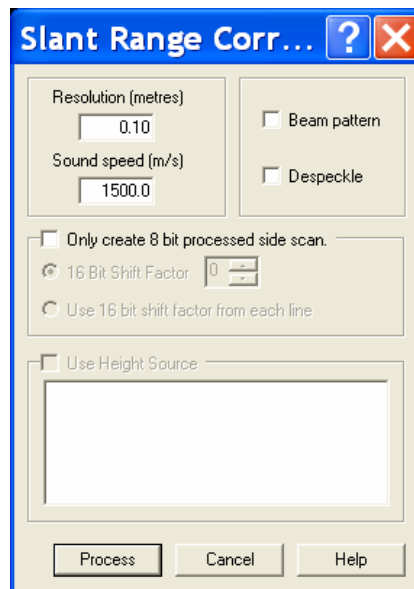 Slant Range Corr...
Resolution (metres)
0.10
Sound speed (m/s)
1500.0
Beam pattern
Despeckle
Only create 8 bit processed side scan.
16 Bit Shift Factor 0
Use 16 bit shift factor from each line
Use Height Source
Process Cancel Help